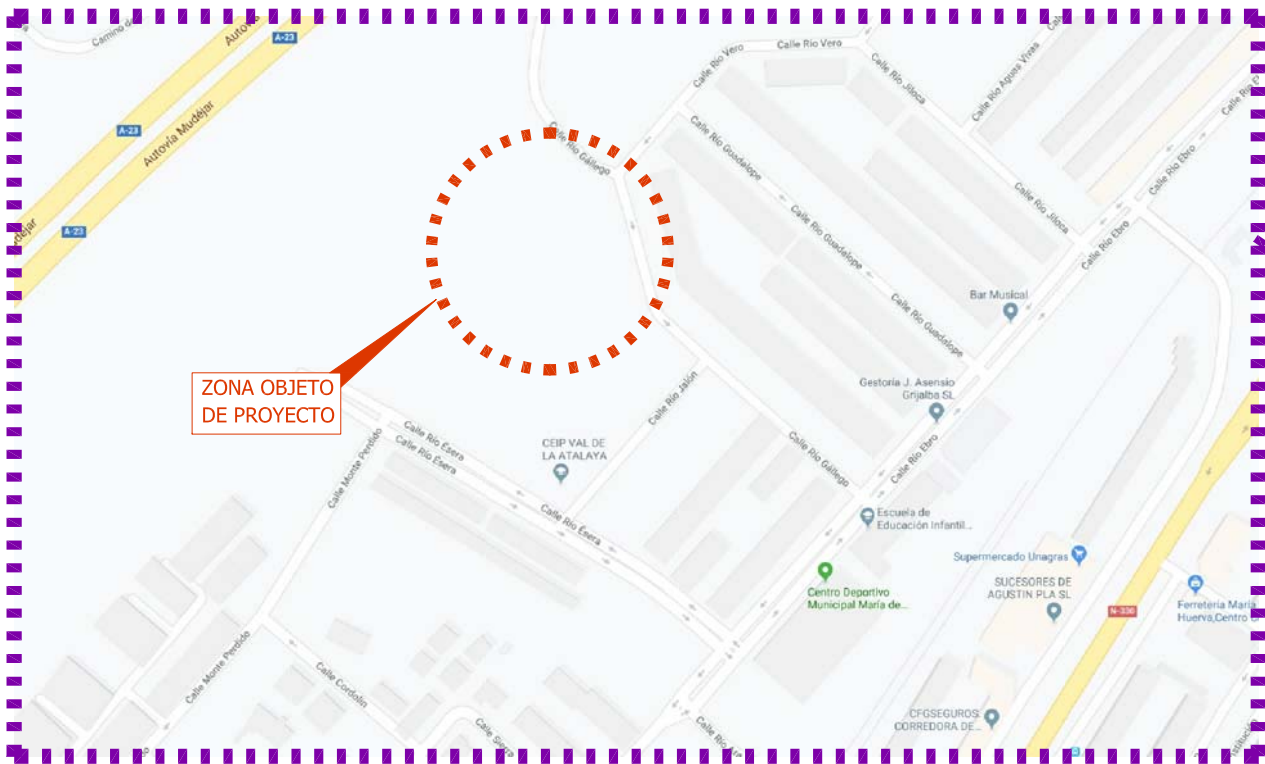 Camino de
Autovía
A-23
Calle Río Vero
Calle Río Vero
Calle Río Jiloca
Calle Río Aguas Vivas
A-23
Autovía Mudéjar
Calle Río Gállego
Calle Río Guadalope
Calle Río Ebro
Calle Río Jiloca
A-23
Calle Río Guadalope
Calle Río Ebro
Bar Musical
Calle Río Guadalope
ZONA OBJETO
DE PROYECTO
Calle Río Jalón
Gestoria J. Asensio
Grijalba SL
Calle Río Ésera
Calle Río Ésera
CEIP VAL DE
LA ATALAYA
Calle Río Gállego
Calle Río Ebro
Calle Monte Perdido
Calle Río Ésera
Escuela de
Educación Infantil...
Supermercado Unagras
Centro Deportivo
Municipal María de...
SUCESORES DE
AGUSTIN PLA SL
N-330
Ferretería María
Huerva,Centro
Calle Monte Perdido
Calle Cordolín
Calle Sierra
Calle Río
CFGSEGUROS.
CORREDORA DE...